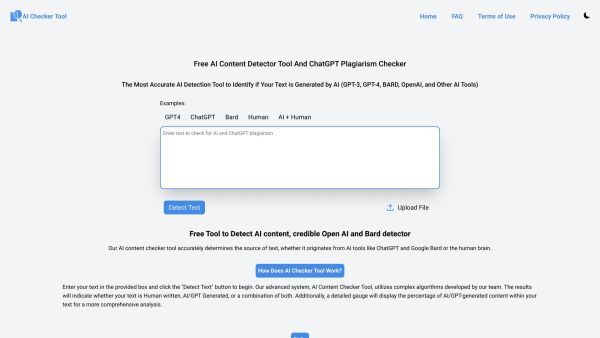 AI Checker Tool
Home FAQ Terms of Use Privacy Policy
Free AI Content Detector Tool And ChatGPT Plagiarism Checker
The Most Accurate AI Detection Tool to Identify if Your Text is Generated by AI (GPT-3, GPT-4, BARD, OpenAI, and Other AI Tools)
Examples:
GPT4 ChatGPT Bard Human AI + Human
Enter text to check for AI and ChatGPT plagiarism
Detect Text Upload File
Free Tool to Detect AI content, credible Open AI and Bard detector
Our AI content checker tool accurately determines the source of text, whether it originates from AI tools like ChatGPT and Google Bard or the human brain.
How Does AI Checker Tool Work?
Enter your text in the provided box and click the "Detect Text" button to begin. Our advanced system, AI Content Checker Tool, utilizes complex algorithms developed by our team. The results
will indicate whether your text is Human written, AI/GPT Generated, or a combination of both. Additionally, a detailed gauge will display the percentage of AI/GPT-generated content within your
text for a more comprehensive analysis.